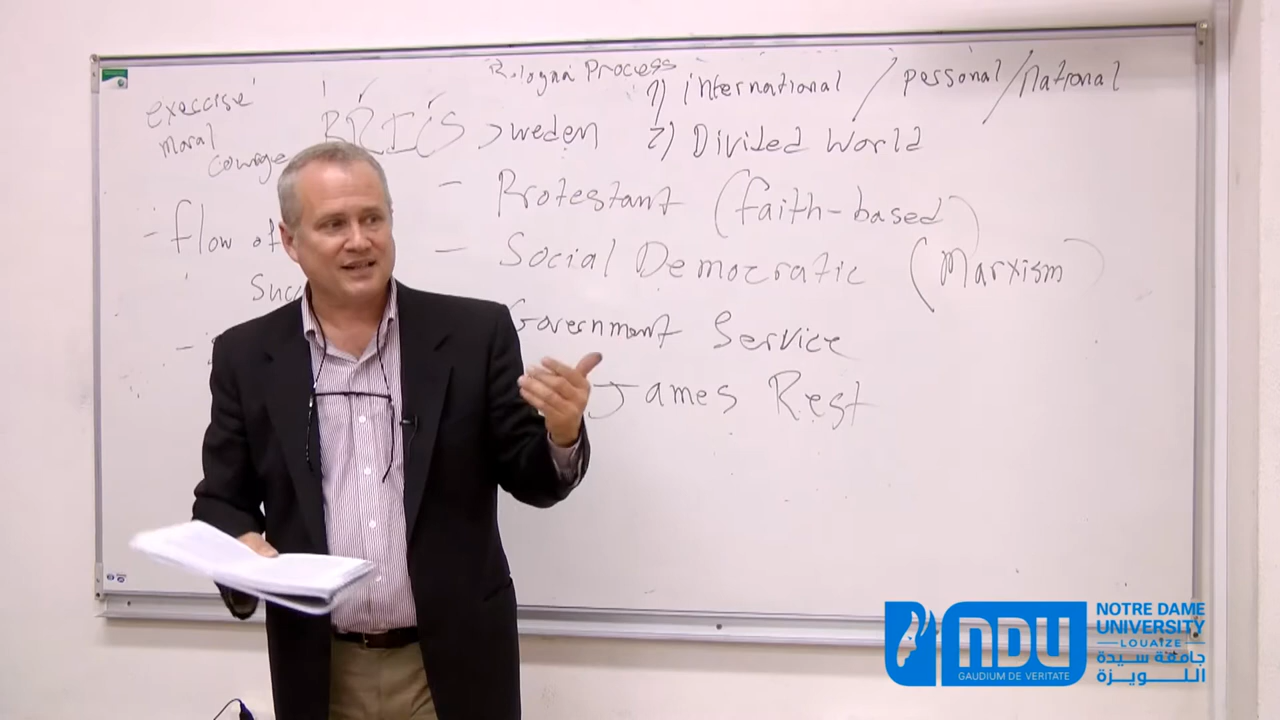 Bologna Process
exercise
moral
courage
BRICS Sweden
1) international / personal / national
2) Divided World
- Protestant (faith-based)
- Social Democratic (Marxism)
Government Service
James Rest
- flow of
Suc
-
NDU
GAUDIUM DE VERITATE
NOTRE DAME
UNIVERSITY
LOUAIZE
جامعة سيدة
اللويزة